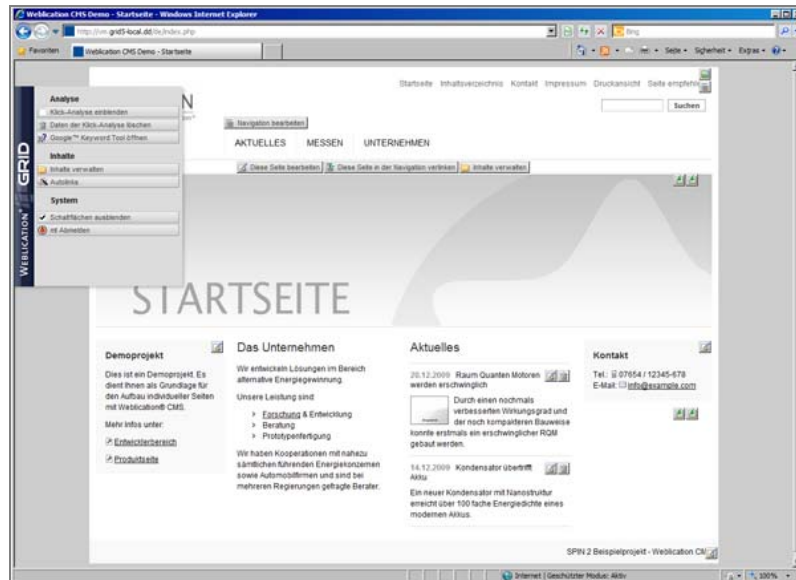 Weblication CMS Demo - Startseite - Windows Internet Explorer
grid5-local.dd/de/index.php
Bing
Favoriten Weblication CMS Demo - Startseite
Seite Sicherheit Extras
Startseite Inhaltsverzeichnis Kontakt Impressum Druckansicht Seite empfehlen
Suchen
Analyse
Klick-Analyse einblenden
Daten der Klick-Analyse löschen
Google™ Keyword Tool öffnen
Inhalte
Inhalte verwalten
Autolinks
System
Schaltflächen ausblenden
Abmelden
WEBLICATION® GRID
N
Navigation bearbeiten
AKTUELLES MESSEN UNTERNEHMEN
Diese Seite bearbeiten Diese Seite in der Navigation verlinken Inhalte verwalten
STARTSEITE
Demoprojekt
Dies ist ein Demoprojekt. Es
dient Ihnen als Grundlage für
den Aufbau individueller Seiten
mit Weblication® CMS.
Mehr Infos unter:
Entwicklerbereich
Produktseite
Das Unternehmen
Wir entwickeln Lösungen im Bereich
alternative Energiegewinnung.
Unsere Leistung sind:
Forschung & Entwicklung
Beratung
Prototypenfertigung
Wir haben Kooperationen mit nahezu
sämtlichen führenden Energiekonzernen
sowie Automobilfirmen und sind bei
mehreren Regierungen gefragte Berater.
Aktuelles
20.12.2009 Raum Quanten Motoren
werden erschwinglich
Durch einen nochmals
verbesserten Wirkungsgrad und
der noch kompakteren Bauweise
konnte erstmals ein erschwinglicher RQM
gebaut werden.
14.12.2009 Kondensator übertrifft
Akku
Ein neuer Kondensator mit Nanostruktur
erreicht über 100 fache Energiedichte eines
modernen Akkus.
Kontakt
Tel.: 07654 / 12345-678
E-Mail: info@example.com
SPIN 2 Beispielprojekt - Weblication CM
Internet | Geschützter Modus: Aktiv
100%